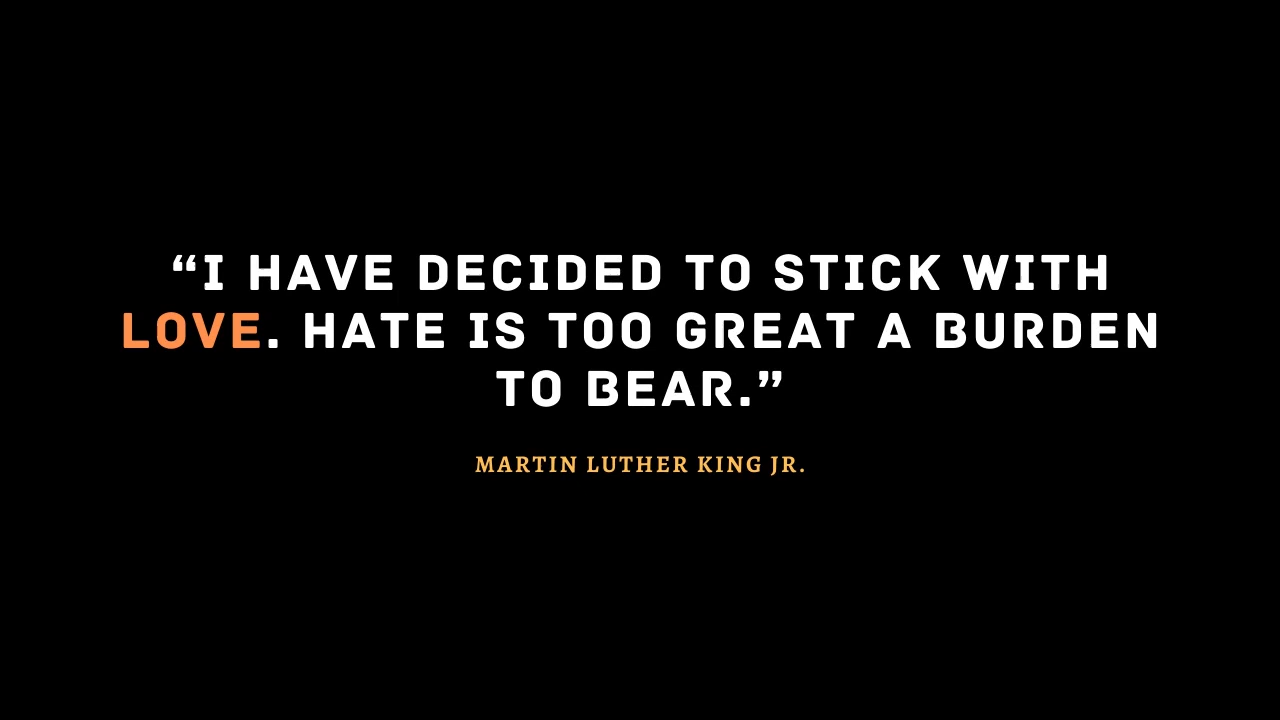 “I HAVE DECIDED TO STICK WITH
LOVE. HATE IS TOO GREAT A BURDEN
TO BEAR.”
MARTIN LUTHER KING JR.